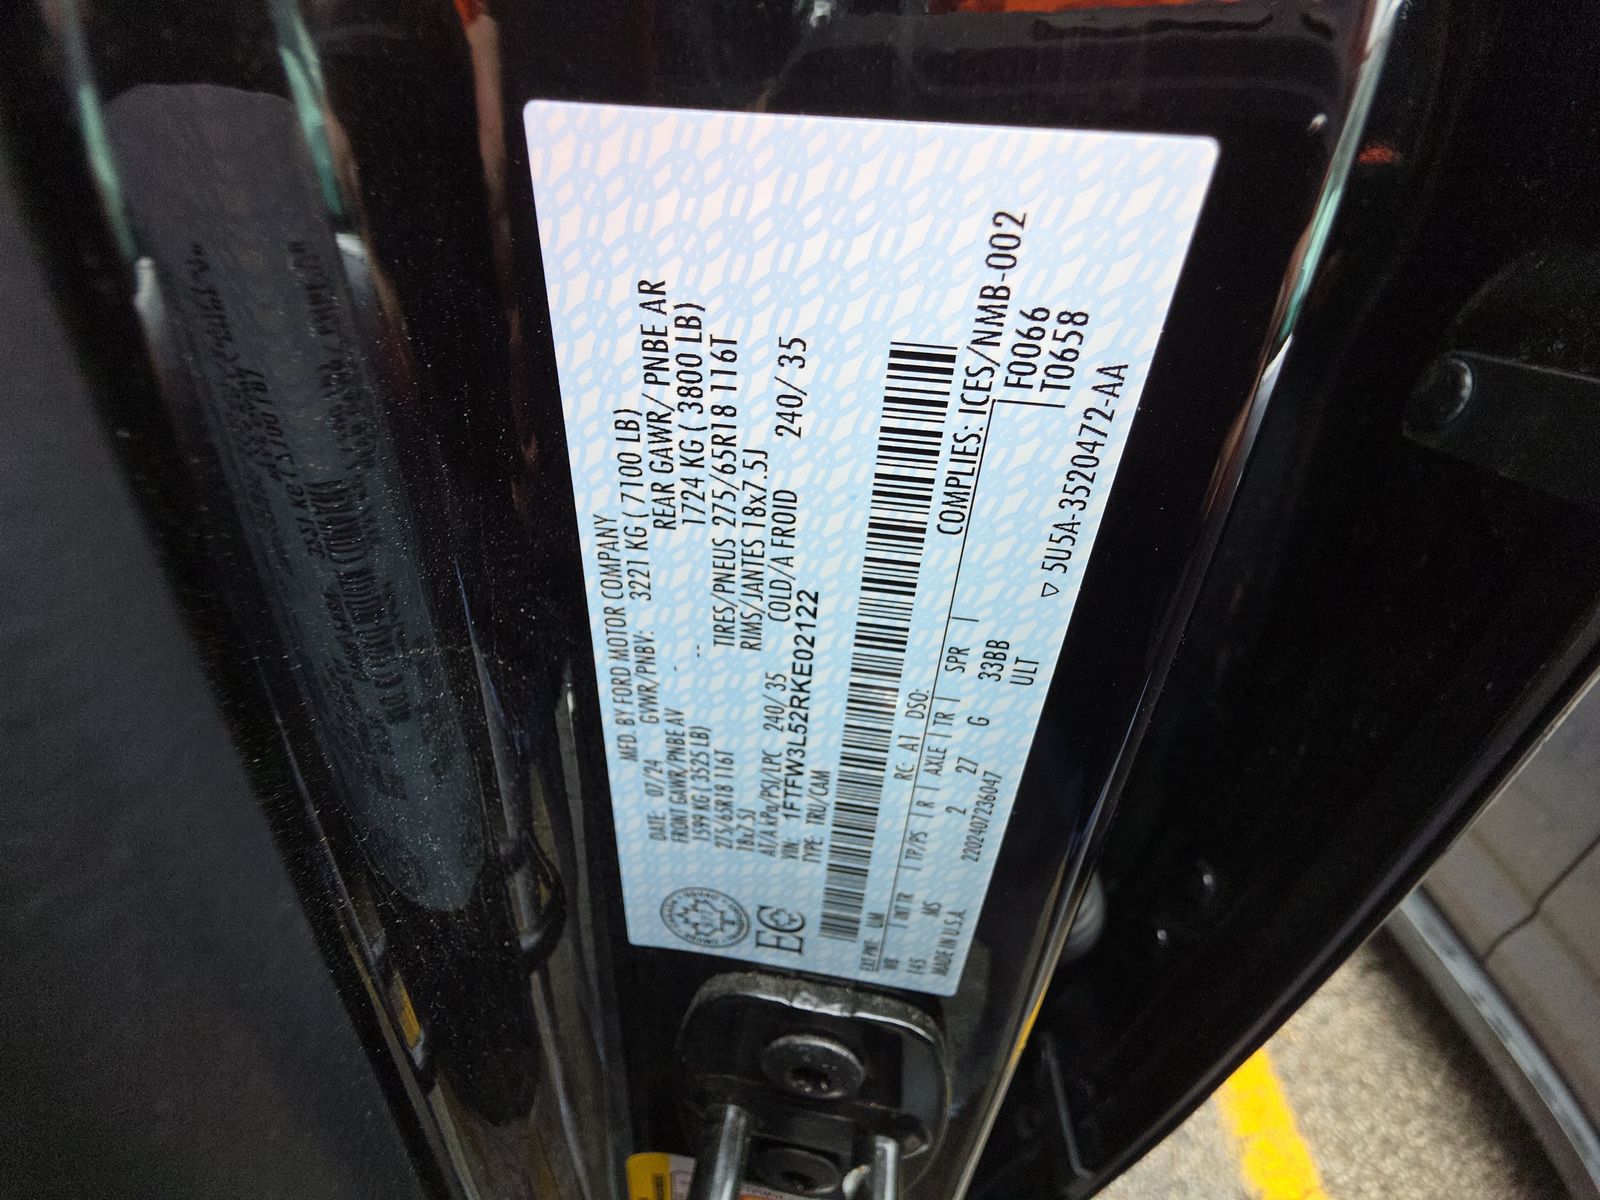 MFD. BY FORD MOTOR COMPANY
DATE: 07/24 GVWR/PNBV: 3221 KG ( 7100 LB)
FRONT GAWR/PNBE AV - REAR GAWR/ PNBE AR
1599 KG ( 3525 LB) -- 1724 KG ( 3800 LB)
275/65R18 116T TIRES/PNEUS 275/65R18 116T
18x7.5J RIMS/JANTES 18x7.5J
AT/A kPa/PSI/LPC 240/ 35 COLD/A FROID 240/ 35
VIN: 1FTFW3L52RKE02122
TYPE: TRU/CAM
EC
COMPLIES: ICES/NMB-002
EXT PNT: UM RC: A1 DSO: F0066
WB INT TR TP/PS R AXLE TR SPR T0658
145 MS 2 27 G 33BB
MADE IN U.S.A. 2202407236047 ULT
5U5A-3520472-AA